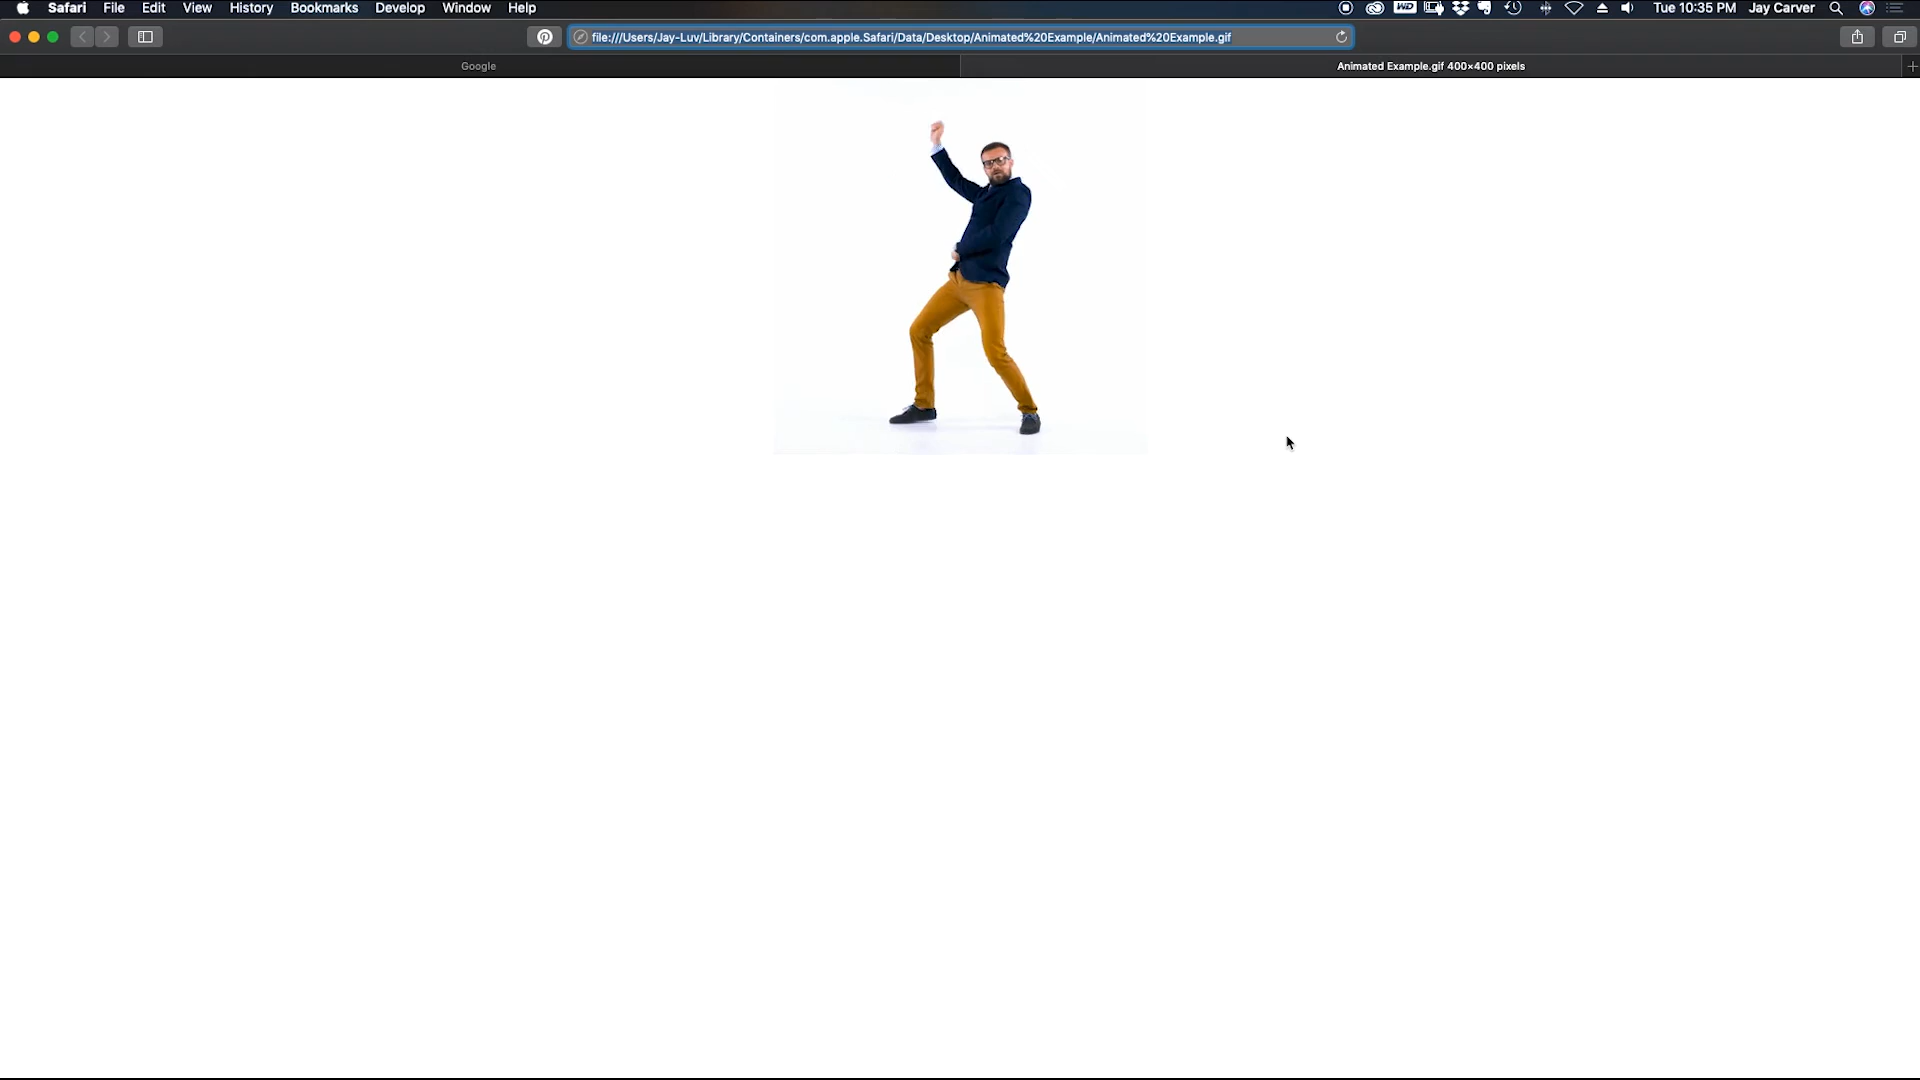 Safari File Edit View History Bookmarks Develop Window Help WD Tue 10:35 PM Jay Carver
file:///Users/Jay-Luv/Library/Containers/com.apple.Safari/Data/Desktop/Animated%20Example/Animated%20Example.gif
Google Animated Example.gif 400×400 pixels